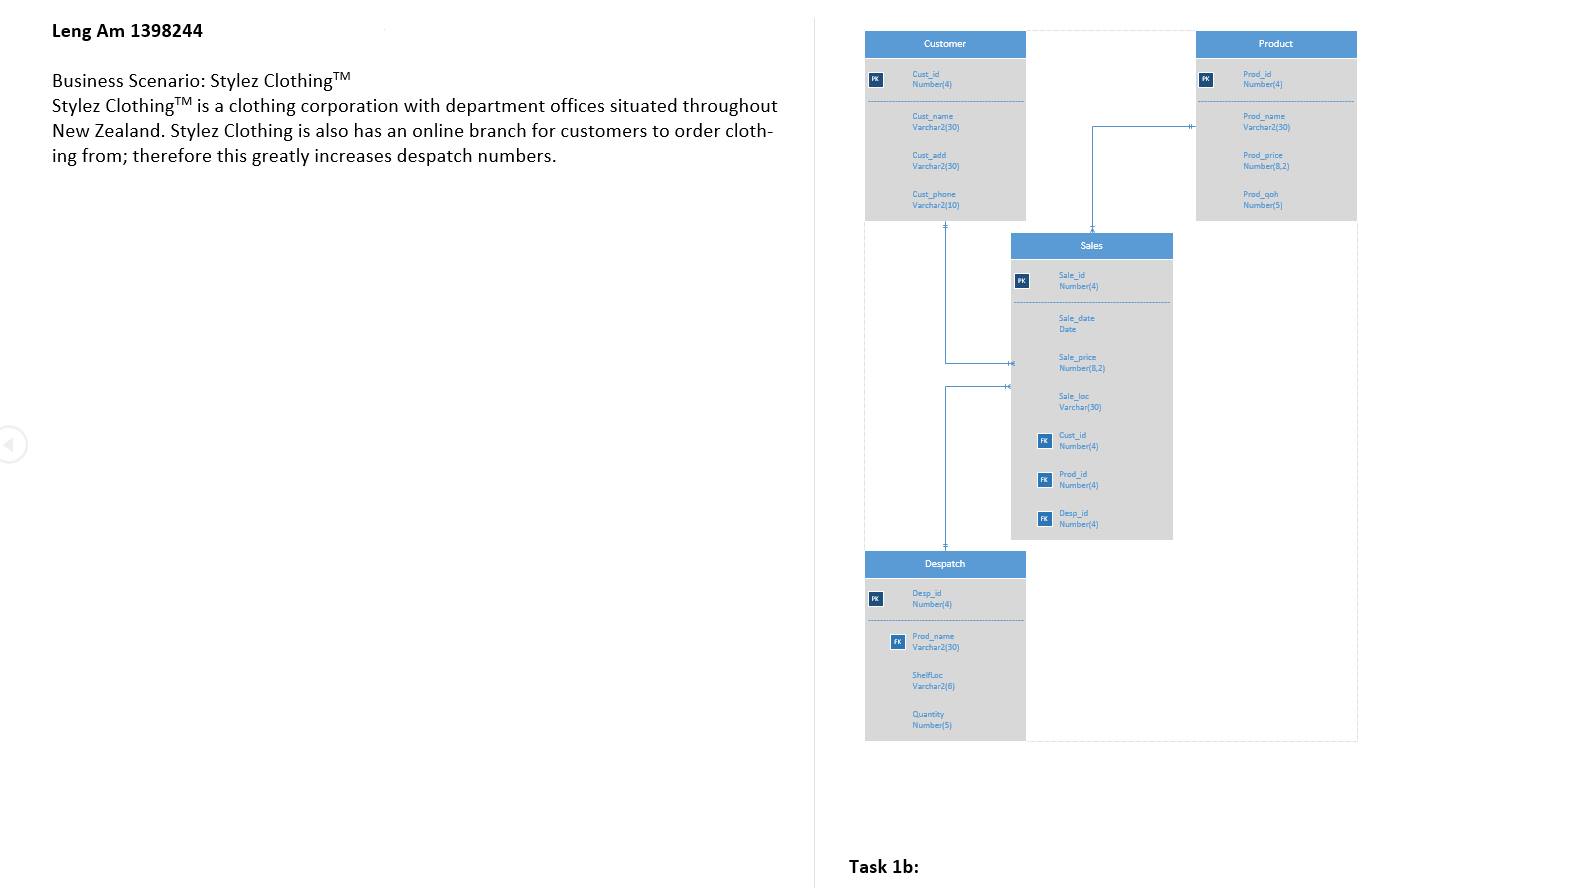 Leng Am 1398244
Business Scenario: Stylez Clothing™
Stylez Clothing™ is a clothing corporation with department offices situated throughout
New Zealand. Stylez Clothing is also has an online branch for customers to order cloth-
ing from; therefore this greatly increases despatch numbers.
Customer
PK
Cust_id
Number(4)
Cust_name
Varchar2(30)
Cust_add
Varchar2(30)
Cust_phone
Varchar2(10)
Product
PK
Prod_id
Number(4)
Prod_name
Varchar2(30)
Prod_price
Number(8,2)
Prod_qoh
Number(5)
Sales
PK
Sale_id
Number(4)
Sale_date
Date
Sale_price
Number(8,2)
Sale_loc
Varchar(30)
FK
Cust_id
Number(4)
FK
Prod_id
Number(4)
FK
Desp_id
Number(4)
Despatch
PK
Desp_id
Number(4)
FK
Prod_name
Varchar2(30)
ShelfLoc
Varchar2(6)
Quantity
Number(5)
Task 1b: